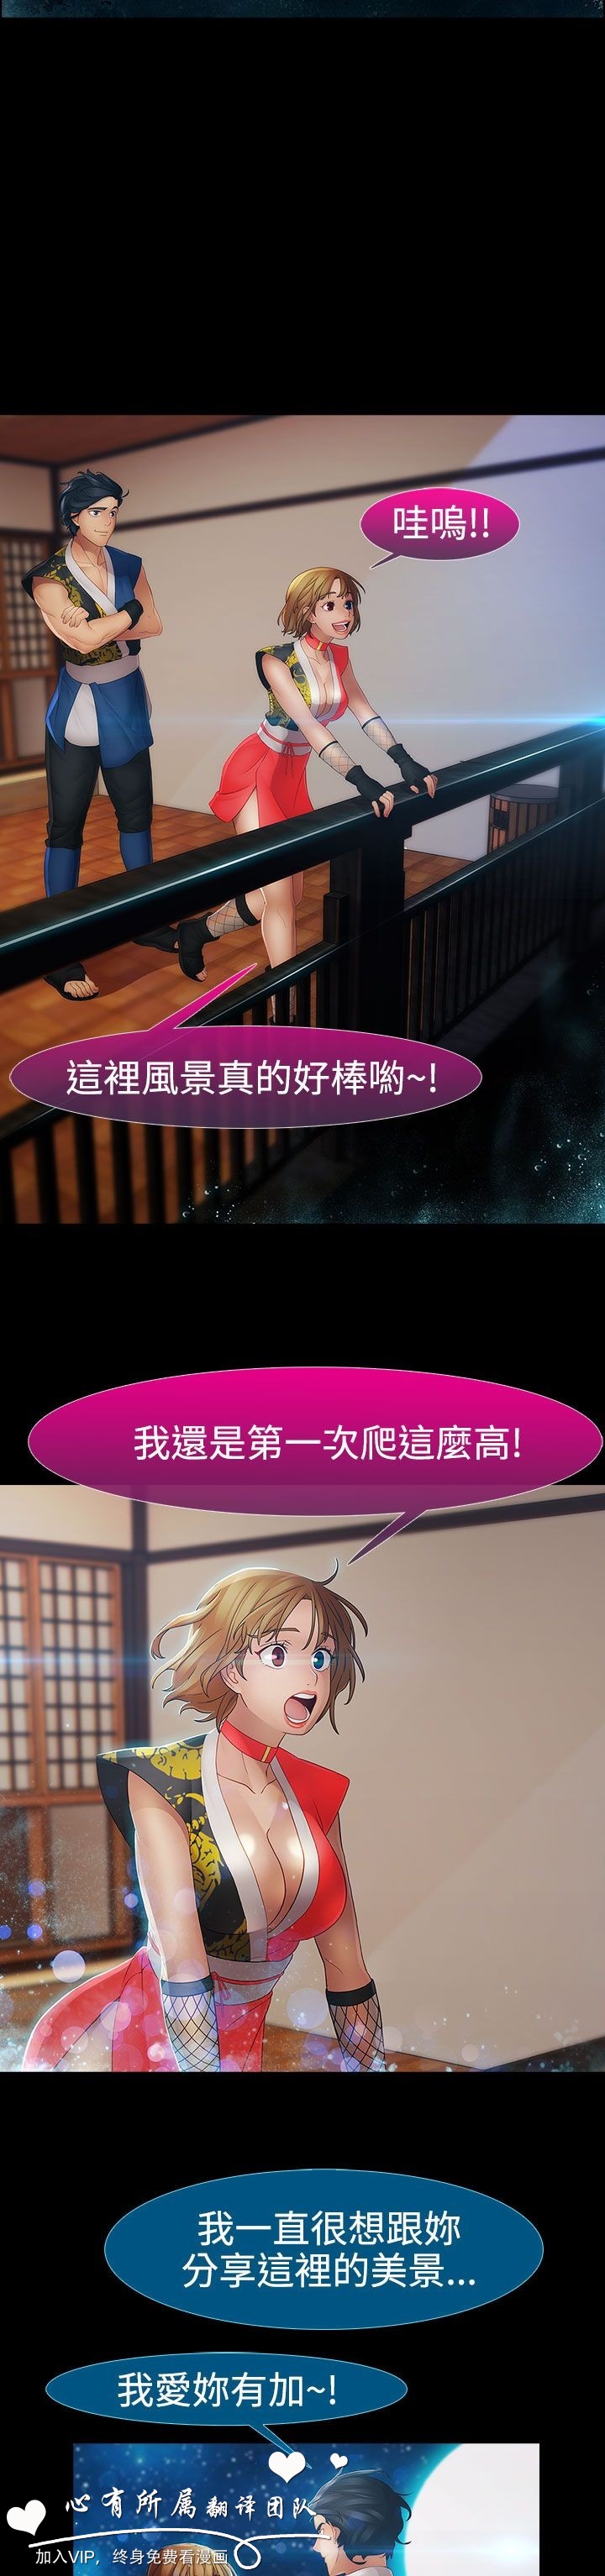 哇嗚!!
這裡風景真的好棒喲~!
我還是第一次爬這麼高!
我一直很想跟妳
分享這裡的美景...
我愛妳有加~!
心有所属翻译团队
加入VIP，终身免费看漫画